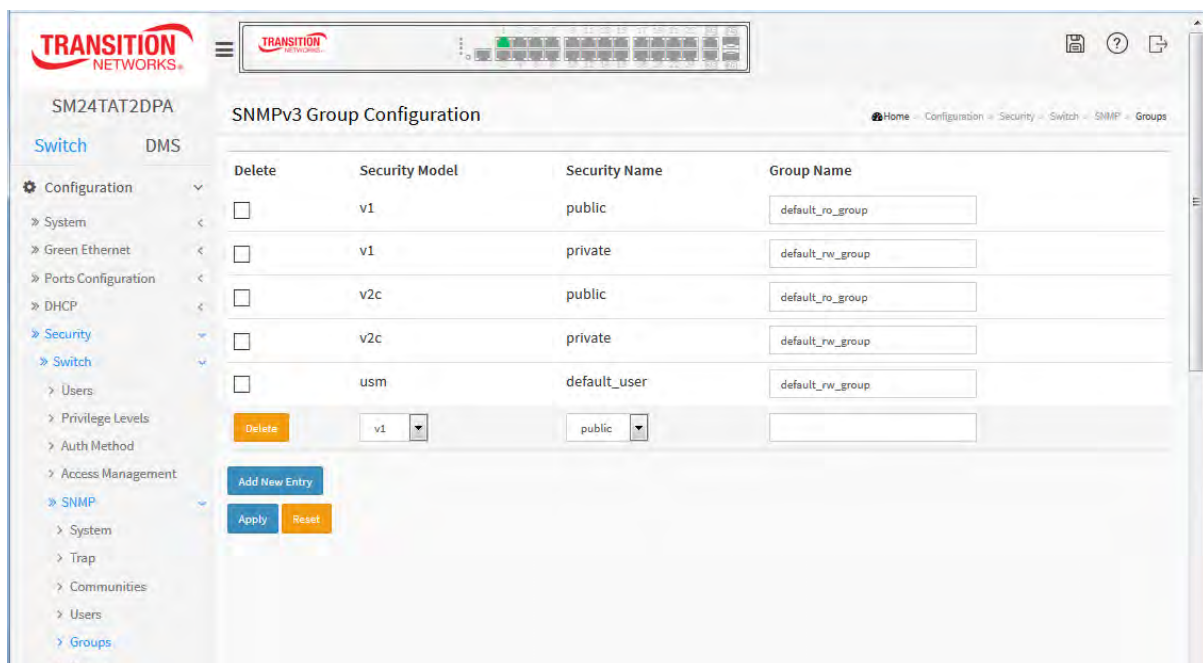 TRANSITION
NETWORKS®
TRANSITION
NETWORKS
SM24TAT2DPA
Switch DMS
Configuration
» System
» Green Ethernet
» Ports Configuration
» DHCP
» Security
» Switch
> Users
> Privilege Levels
> Auth Method
> Access Management
» SNMP
> System
> Trap
> Communities
> Users
> Groups
SNMPv3 Group Configuration
Home - Configuration - Security - Switch - SNMP - Groups
Delete Security Model Security Name Group Name
v1 public default_ro_group
v1 private default_rw_group
v2c public default_ro_group
v2c private default_rw_group
usm default_user default_rw_group
Delete v1 public
Add New Entry
Apply Reset